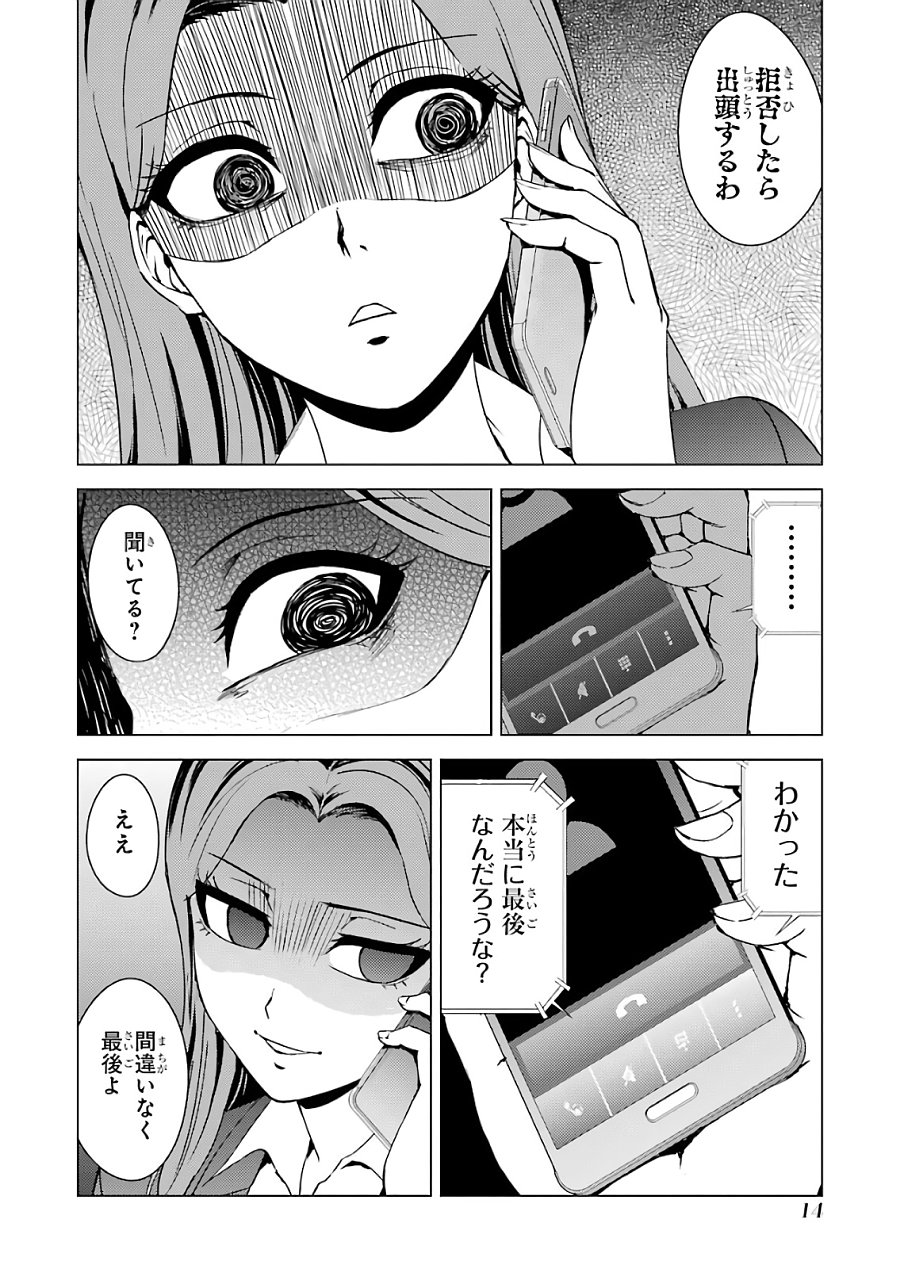 拒否したら
出頭するわ
………
聞いてる？
わかった
本当に最後
なんだろうな？
ええ
間違いなく
最後よ
14